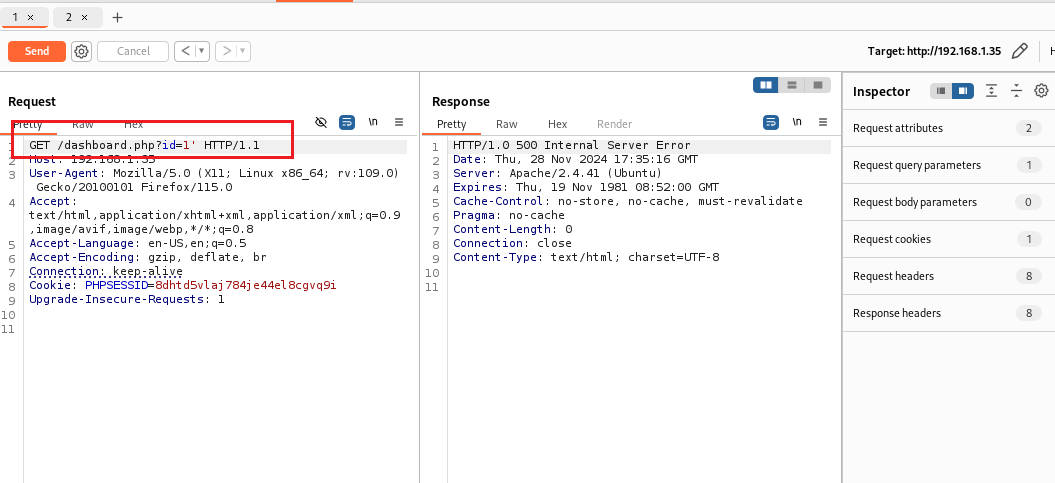 1 × 2 × +
Send Cancel < ▾ > ▾ Target: http://192.168.1.35 H
Request
Pretty Raw Hex \n ≡
1 GET /dashboard.php?id=1' HTTP/1.1
2 Host: 192.168.1.35
3 User-Agent: Mozilla/5.0 (X11; Linux x86_64; rv:109.0)
Gecko/20100101 Firefox/115.0
4 Accept:
text/html,application/xhtml+xml,application/xml;q=0.9
,image/avif,image/webp,*/*;q=0.8
5 Accept-Language: en-US,en;q=0.5
6 Accept-Encoding: gzip, deflate, br
7 Connection: keep-alive
8 Cookie: PHPSESSID=8dhtd5vlaj784je44el8cgvq9i
9 Upgrade-Insecure-Requests: 1
10
11
Response
Pretty Raw Hex Render \n ≡
1 HTTP/1.0 500 Internal Server Error
2 Date: Thu, 28 Nov 2024 17:35:16 GMT
3 Server: Apache/2.4.41 (Ubuntu)
4 Expires: Thu, 19 Nov 1981 08:52:00 GMT
5 Cache-Control: no-store, no-cache, must-revalidate
6 Pragma: no-cache
7 Content-Length: 0
8 Connection: close
9 Content-Type: text/html; charset=UTF-8
10
11
Inspector
Request attributes 2
Request query parameters 1
Request body parameters 0
Request cookies 1
Request headers 8
Response headers 8